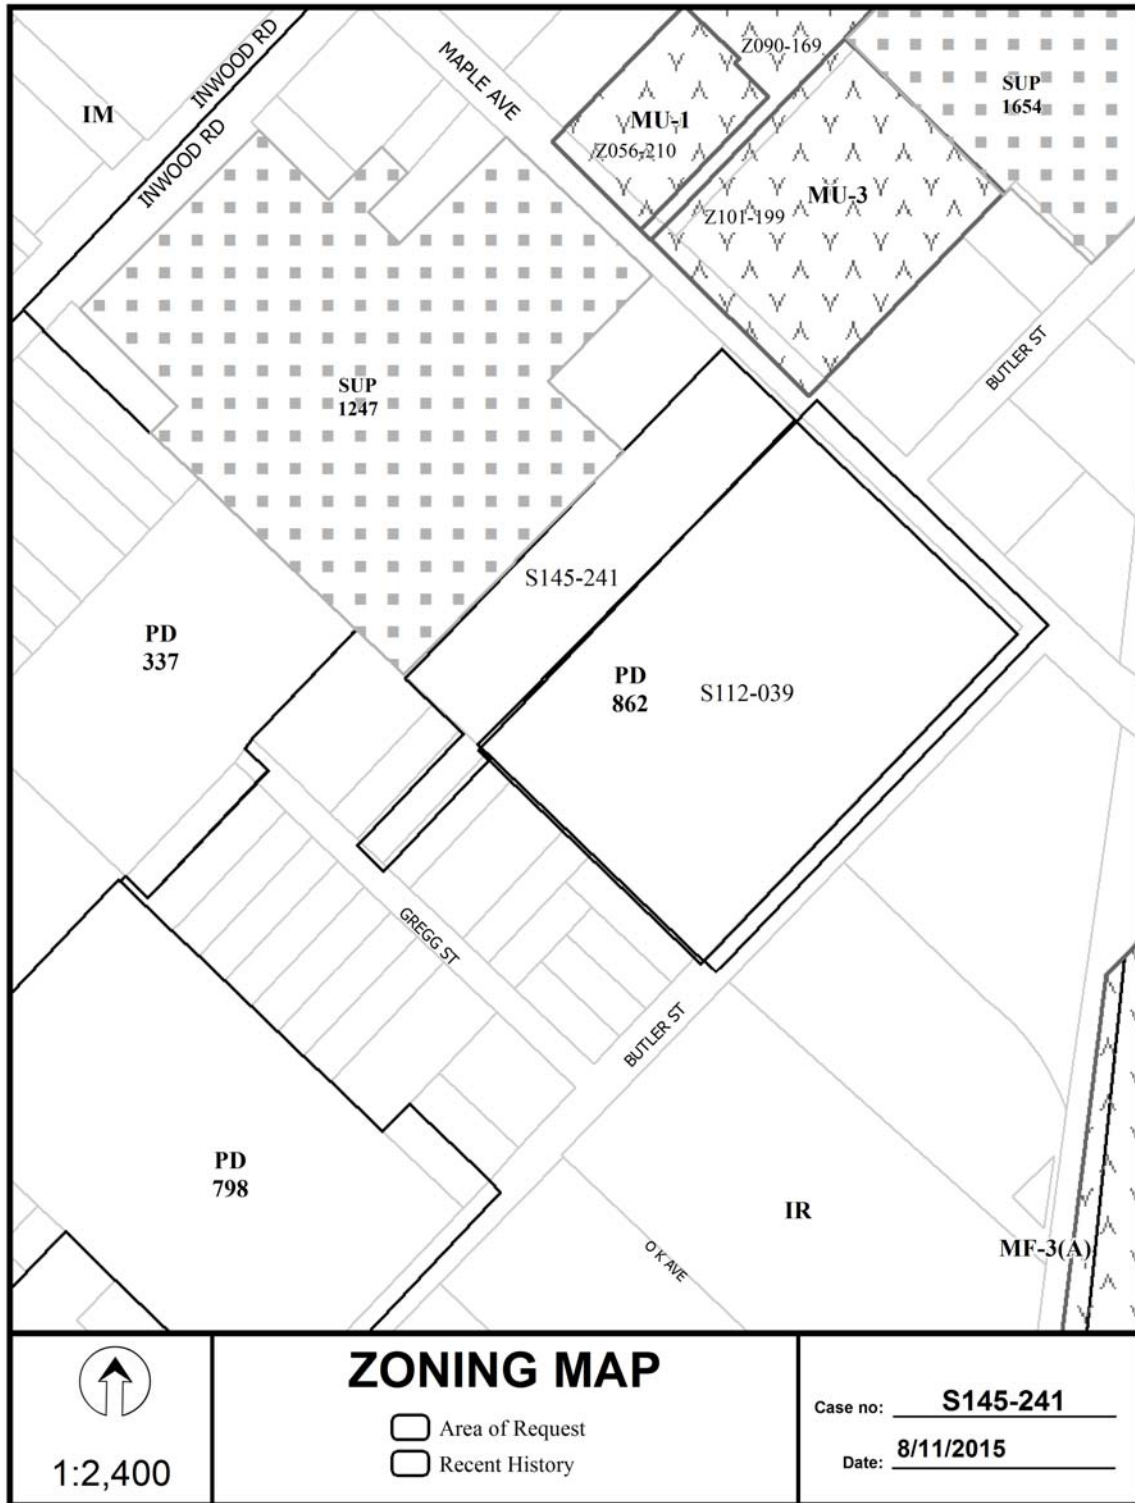 Z090-169
INWOOD RD
MAPLE AVE
SUP
1654
IM
MU-1
Z056-210
INWOOD RD
MU-3
Z101-199
BUTLER ST
SUP
1247
S145-241
PD
337
PD
862
S112-039
GREGG ST
BUTLER ST
PD
798
IR
MF-3(A)
O K AVE
1:2,400
ZONING MAP
Area of Request
Recent History
Case no: S145-241
Date: 8/11/2015